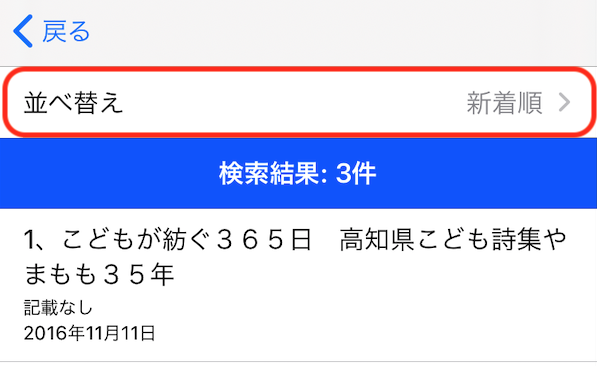 戻る
並べ替え 新着順
検索結果: 3件
1、こどもが紡ぐ３６５日　高知県こども詩集や
まもも３５年
記載なし
2016年11月11日